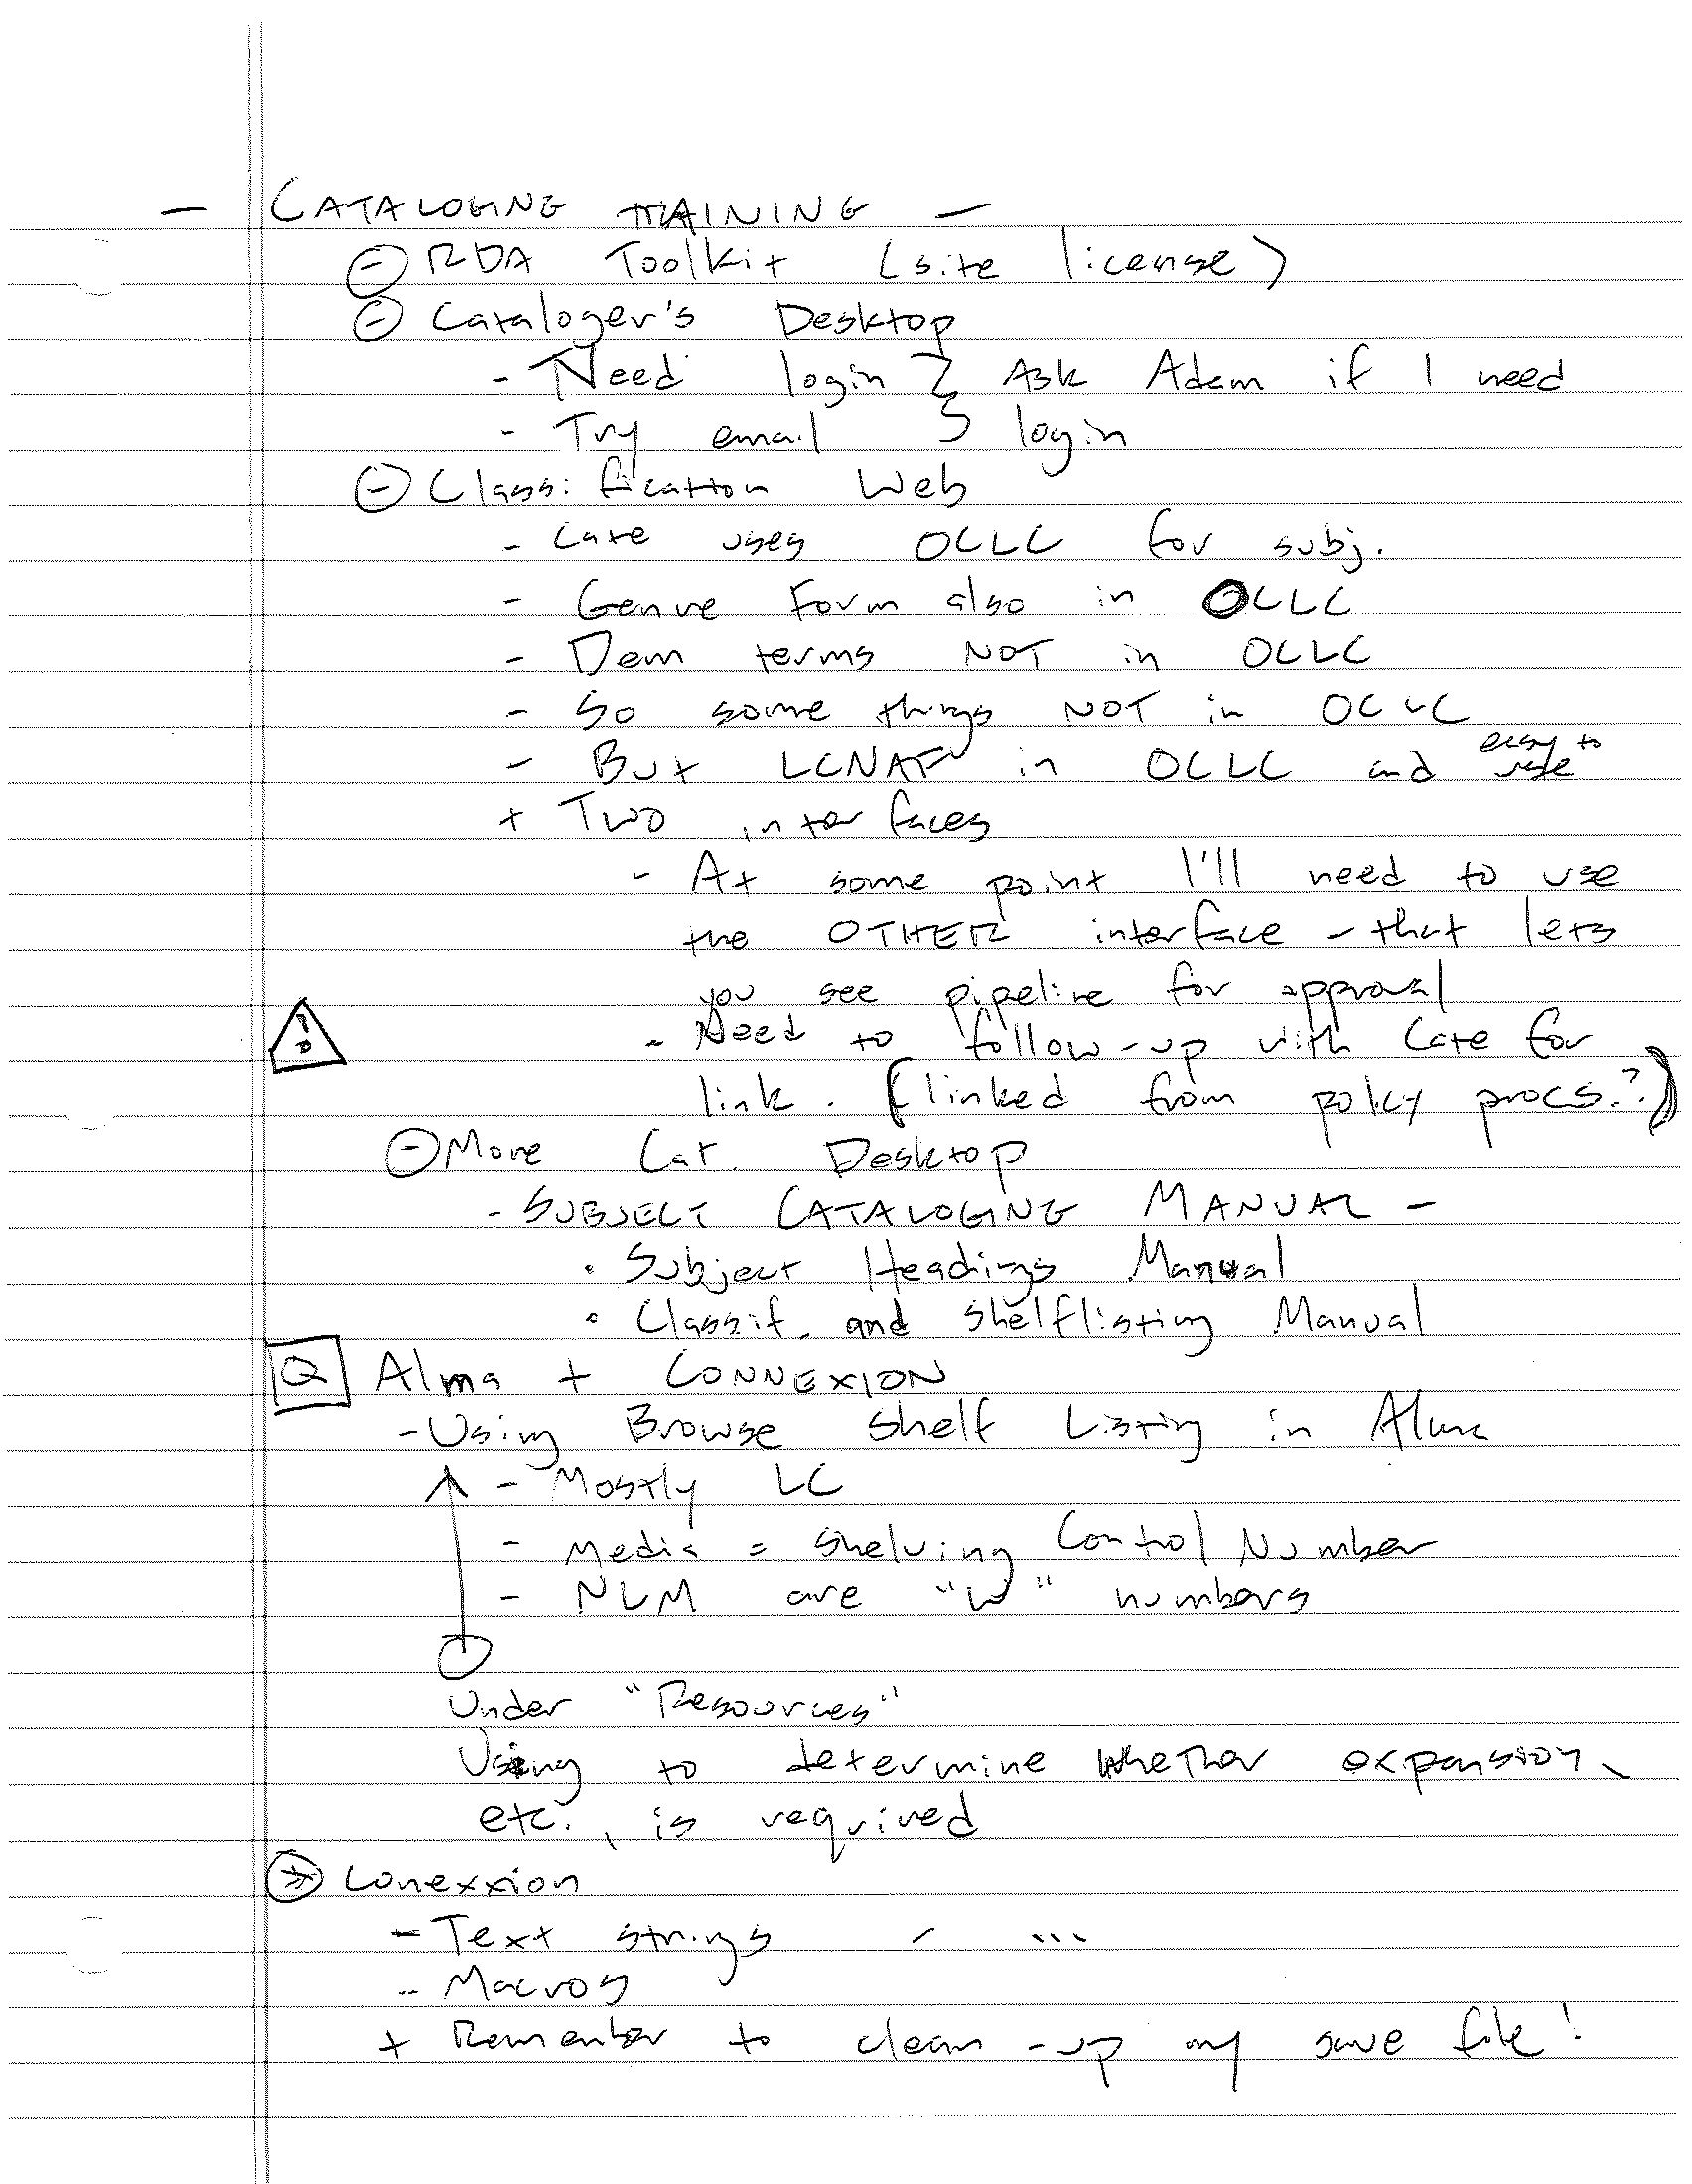 - CATALOGING TRAINING -
⊖ RDA Toolkit (site license)
⊖ Cataloger's Desktop
- Need login } Ask Adam if I need
- Try email } login
⊖ Classification Web
- Cate uses OCLC for subj.
- Genre Form also in OCLC
- Dem terms NOT in OCLC
- So some things NOT in OCLC
- But LCNAF in OCLC and easy to use
+ Two interfaces
- At some point I'll need to use
the OTHER interface - that lets
you see pipeline for approval
- Need to follow-up with Cate for
link. (linked from policy procs.?)
⊖ More Cat. Desktop
- SUBJECT CATALOGING MANUAL -
• Subject Headings Manual
• Classif. and Shelflisting Manual
Q Alma + CONNEXION
- Using Browse Shelf Listing in Alma
- Mostly LC
- Media = Shelving Control Number
- NLM are "W" numbers
Under "Resources"
Using to determine whether expansion,
etc., is required
Conexxion
- Text strings - ...
- Macros
+ Remember to clean-up my save file!